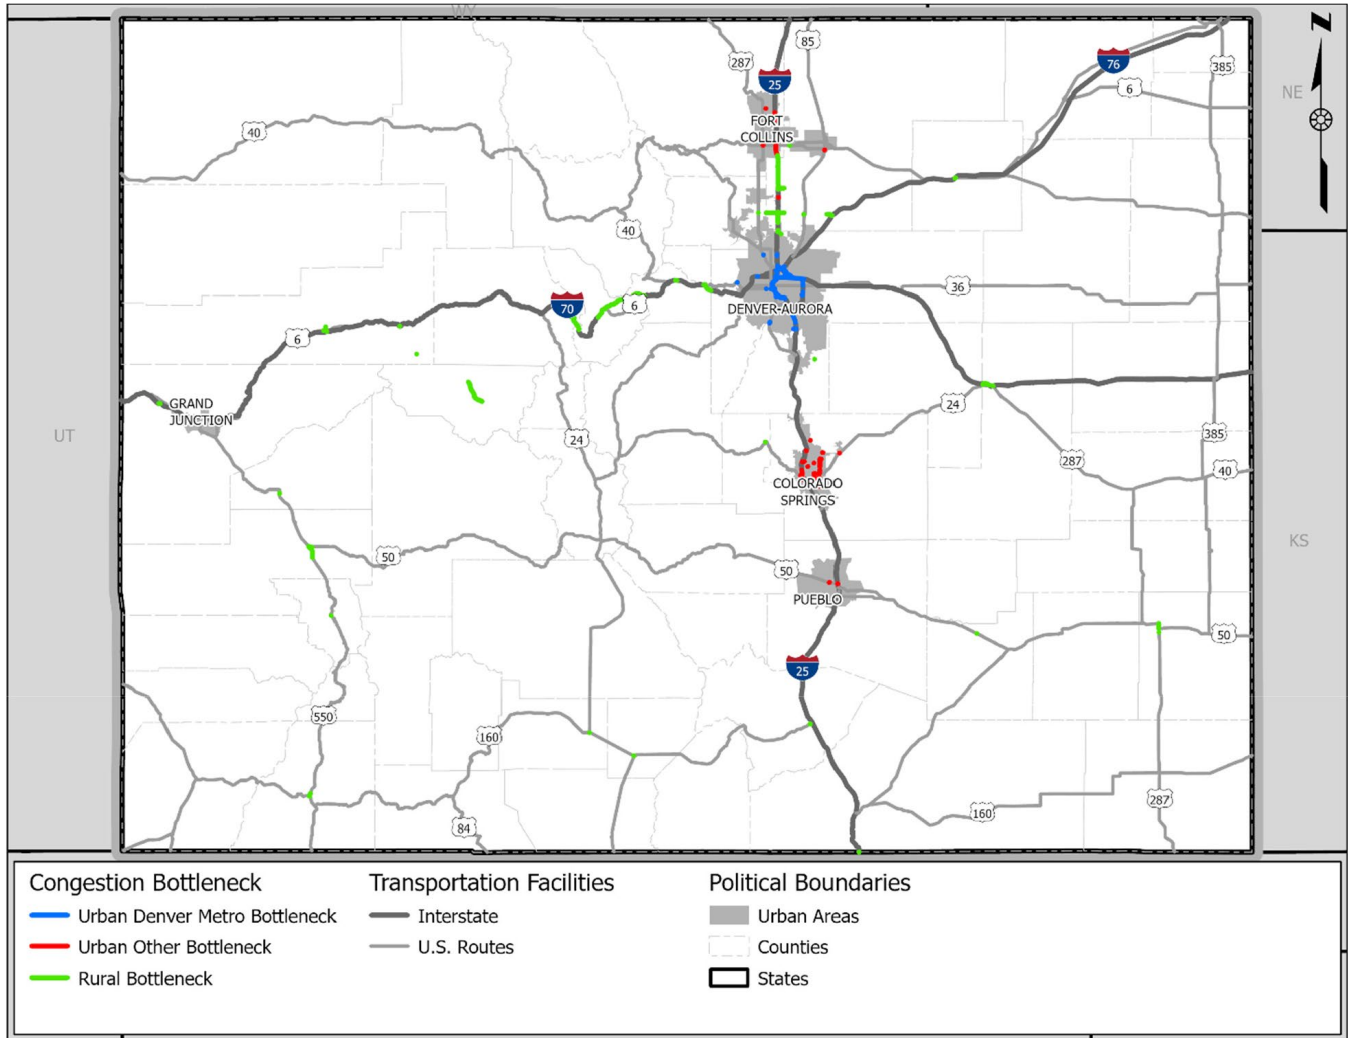 WY
85
287
25
76
385
6
NE
FORT
COLLINS
40
40
36
DENVER-AURORA
70
6
6
GRAND
JUNCTION
24
UT
24
385
287
40
COLORADO
SPRINGS
KS
50
50
PUEBLO
50
25
550
160
287
160
84
Congestion Bottleneck
Urban Denver Metro Bottleneck
Urban Other Bottleneck
Rural Bottleneck
Transportation Facilities
Interstate
U.S. Routes
Political Boundaries
Urban Areas
Counties
States
N